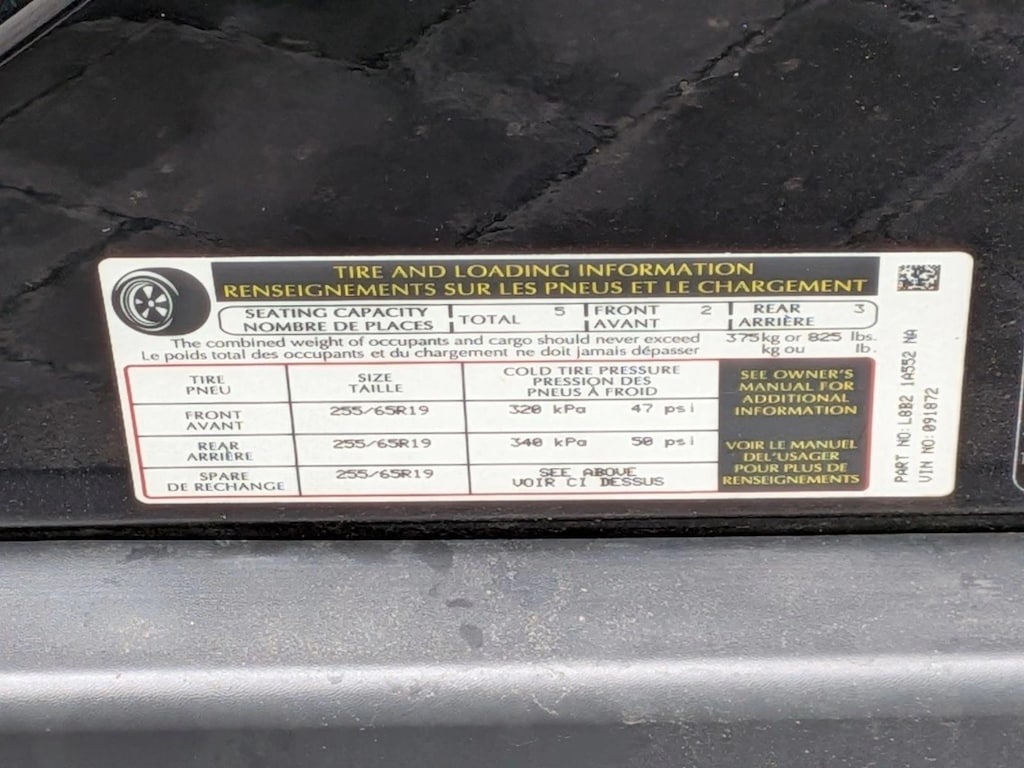 TIRE AND LOADING INFORMATION
RENSEIGNEMENTS SUR LES PNEUS ET LE CHARGEMENT
SEATING CAPACITY
NOMBRE DE PLACES
TOTAL 5
FRONT 2
AVANT
REAR 3
ARRIÈRE
The combined weight of occupants and cargo should never exceed 375kg or 825 lbs.
Le poids total des occupants et du chargement ne doit jamais dépasser kg ou lb.
TIRE
PNEU
SIZE
TAILLE
COLD TIRE PRESSURE
PRESSION DES
PNEUS À FROID
FRONT
AVANT
255/65R19
320 kPa 47 psi
REAR
ARRIÈRE
255/65R19
340 kPa 50 psi
SPARE
DE RECHANGE
255/65R19
SEE ABOVE
VOIR CI DESSUS
SEE OWNER'S
MANUAL FOR
ADDITIONAL
INFORMATION
VOIR LE MANUEL
DEL'USAGER
POUR PLUS DE
RENSEIGNEMENTS
PART NO:L8B2 1A552 NA
VIN NO:091872